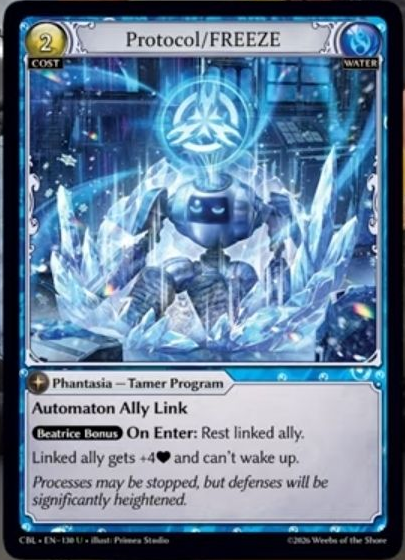 2
Protocol/FREEZE
COST
WATER
Phantasia — Tamer Program
Automaton Ally Link
Beatrice Bonus On Enter: Rest linked ally.
Linked ally gets +4♥ and can't wake up.
Processes may be stopped, but defenses will be
significantly heightened.
CBL • EN-130 U • illust: Primea Studio
©2026 Weebs of the Shore